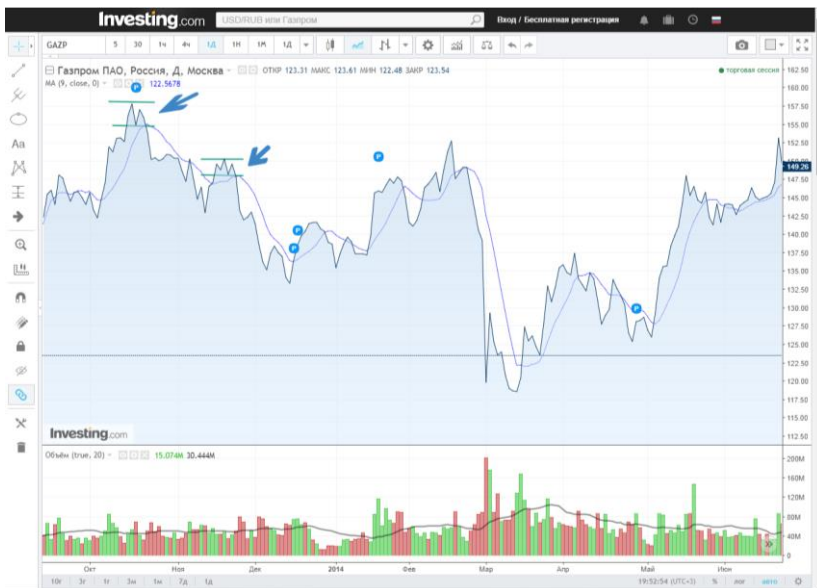 Investing.com
USD/RUB или Газпром
Вход / Бесплатная регистрация
GAZP 5 30 1ч 4ч 1Д 1Н 1М 1Д
Газпром ПАО, Россия, Д, Москва ОТКР 123.31 МАКС 123.61 МИН 122.48 ЗАКР 123.54
торговая сессия
MA (9, close, 0) 122.5678
Aa
P
P
P
P
P
162.50
160.00
157.50
155.00
152.50
150.00
149.26
147.50
145.00
142.50
140.00
137.50
135.00
132.50
130.00
127.50
125.00
122.50
120.00
117.50
115.00
112.50
Investing.com
Объём (true, 20) 15.074M 30.444M
200M
160M
120M
80M
40M
0
Окт Ноя Дек 2014 Фев Мар Апр Май Июн
10г 3г 1г 3м 1м 7д 1д
19:52:54 (UTC+3) % лог авто